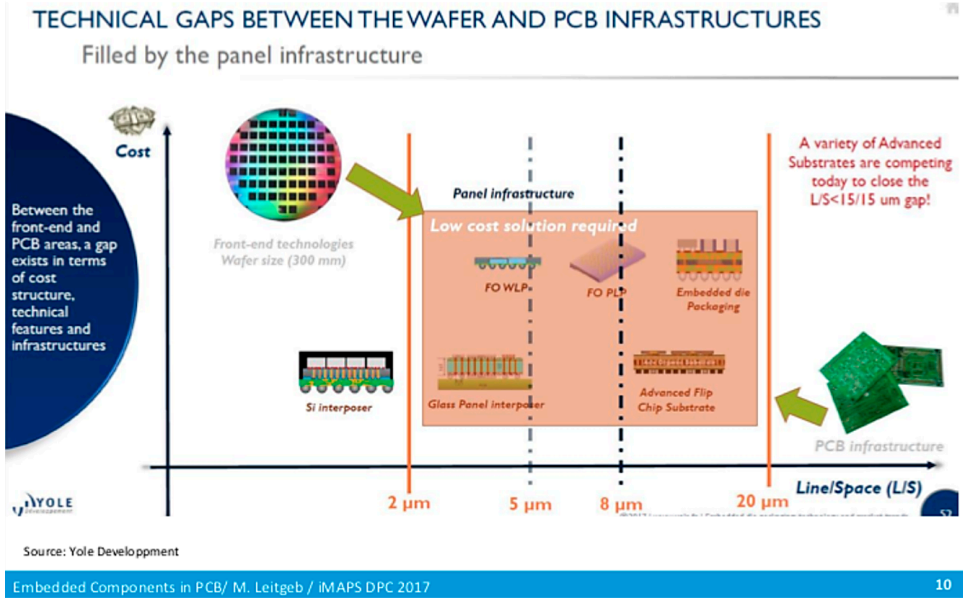 TECHNICAL GAPS BETWEEN THE WAFER AND PCB INFRASTRUCTURES
Filled by the panel infrastructure
Cost
A variety of Advanced
Substrates are competing
today to close the
L/S<15/15 um gap!
Between the
front-end and
PCB areas, a gap
exists in terms
of cost
structure,
technical
features and
infrastructures
Panel infrastructure
Low cost solution required
Front-end technologies
Wafer size (300 mm)
FO WLP
FO PLP
Embedded die
Packaging
Si interposer
Glass Panel interposer
Advanced Flip
Chip Substrate
PCB infrastructure
Line/Space (L/S)
2 µm
5 µm
8 µm
20 µm
YOLE
Développement
52
Source: Yole Developpment
Embedded Components in PCB/ M. Leitgeb / iMAPS DPC 2017
10